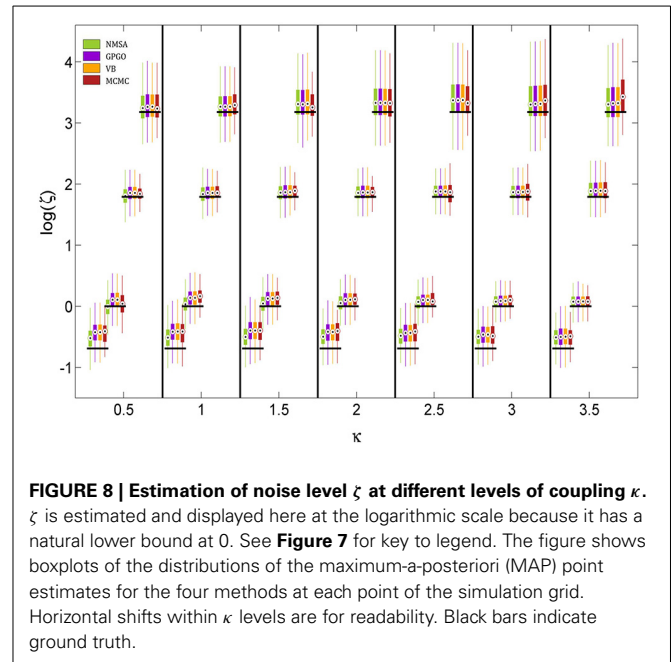 NMSA
GPGO
VB
MCMC
4
3
2
1
0
-1
log(ζ)
0.5 1 1.5 2 2.5 3 3.5
κ
FIGURE 8 | Estimation of noise level ζ at different levels of coupling κ.
ζ is estimated and displayed here at the logarithmic scale because it has a
natural lower bound at 0. See Figure 7 for key to legend. The figure shows
boxplots of the distributions of the maximum-a-posteriori (MAP) point
estimates for the four methods at each point of the simulation grid.
Horizontal shifts within κ levels are for readability. Black bars indicate
ground truth.